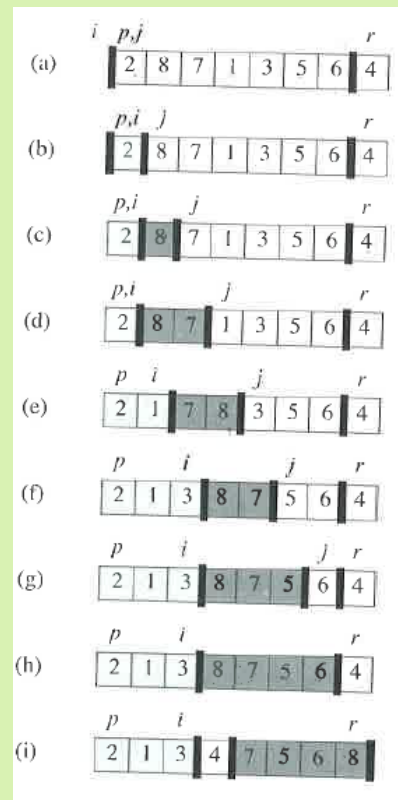 i p,j r
(a) 2 8 7 1 3 5 6 4
p,i j r
(b) 2 8 7 1 3 5 6 4
p,i j r
(c) 2 8 7 1 3 5 6 4
p,i j r
(d) 2 8 7 1 3 5 6 4
p i j r
(e) 2 1 7 8 3 5 6 4
p i j r
(f) 2 1 3 8 7 5 6 4
p i j r
(g) 2 1 3 8 7 5 6 4
p i r
(h) 2 1 3 8 7 5 6 4
p i r
(i) 2 1 3 4 7 5 6 8